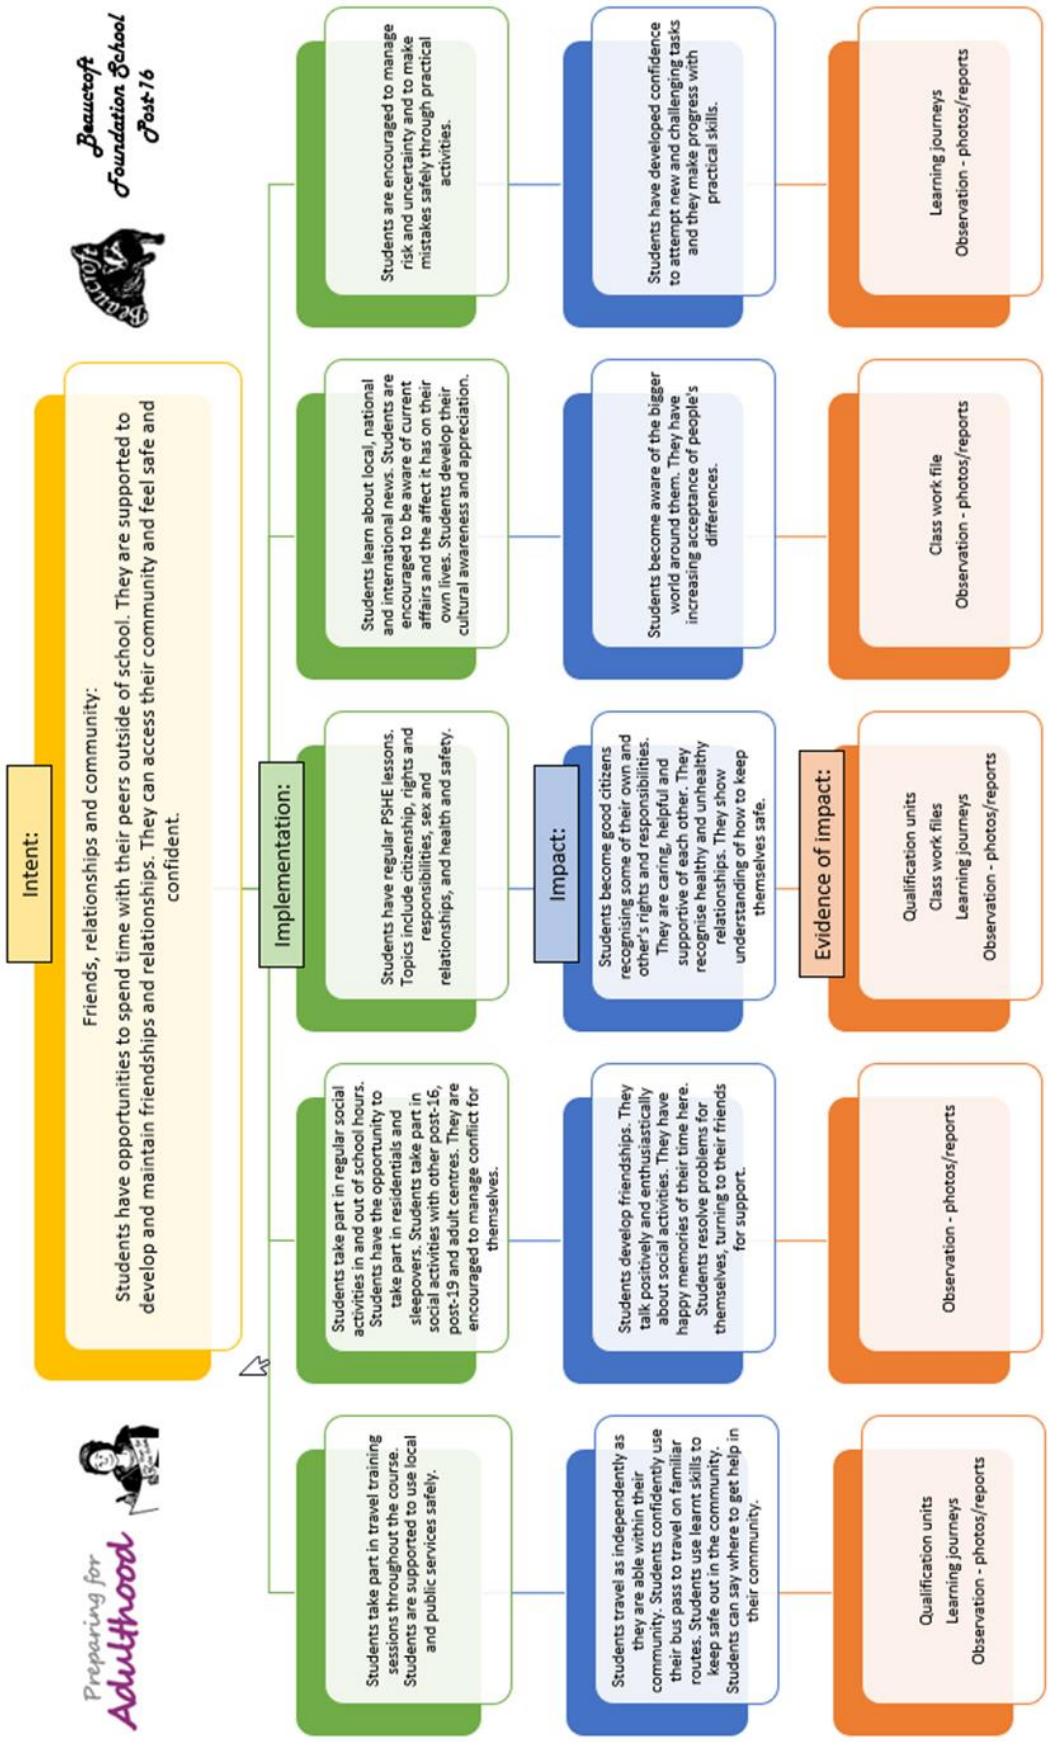 Preparing for
Adulthood
Intent:
Beaucroft
Beaucroft
Foundation School
Post-16
Friends, relationships and community:
Students have opportunities to spend time with their peers outside of school. They are supported to
develop and maintain friendships and relationships. They can access their community and feel safe and
confident.
Implementation:
Students take part in travel training
sessions throughout the course.
Students are supported to use local
and public services safely.
Students take part in regular social
activities in and out of school hours.
Students have the opportunity to
take part in residentials and
sleepovers. Students take part in
social activities with other post-16,
post-19 and adult centres. They are
encouraged to manage conflict for
themselves.
Students have regular PSHE lessons.
Topics include citizenship, rights and
responsibilities, sex and
relationships, and health and safety.
Students learn about local, national
and international news. Students are
encouraged to be aware of current
affairs and the affect it has on their
own lives. Students develop their
cultural awareness and appreciation.
Students are encouraged to manage
risk and uncertainty and to make
mistakes safely through practical
activities.
Impact:
Students travel as independently as
they are able within their
community. Students confidently use
their bus pass to travel on familiar
routes. Students use learnt skills to
keep safe out in the community.
Students can say where to get help in
their community.
Students develop friendships. They
talk positively and enthusiastically
about social activities. They have
happy memories of their time here.
Students resolve problems for
themselves, turning to their friends
for support.
Students become good citizens
recognising some of their own and
other's rights and responsibilities.
They are caring, helpful and
supportive of each other. They
recognise healthy and unhealthy
relationships. They show
understanding of how to keep
themselves safe.
Students become aware of the bigger
world around them. They have
increasing acceptance of people's
differences.
Students have developed confidence
to attempt new and challenging tasks
and they make progress with
practical skills.
Evidence of impact:
Qualification units
Learning journeys
Observation - photos/reports
Observation - photos/reports
Qualification units
Class work files
Learning journeys
Observation - photos/reports
Class work file
Observation - photos/reports
Learning journeys
Observation - photos/reports